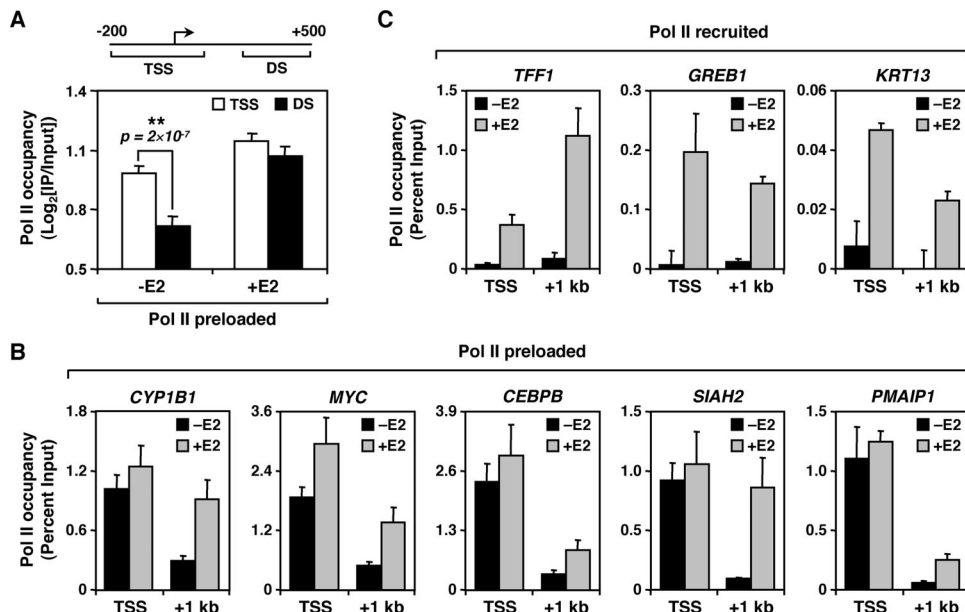 A
-200
+500
TSS
DS
Pol II occupancy
(Log2[IP/Input])
1.4
1.1
0.8
0.5
TSS
DS
**
p = 2×10-7
-E2
+E2
Pol II preloaded
C
Pol II recruited
Pol II occupancy
(Percent Input)
TFF1
1.5
1.0
0.5
0
–E2
+E2
TSS
+1 kb
GREB1
0.3
0.2
0.1
0
–E2
+E2
TSS
+1 kb
KRT13
0.06
0.04
0.02
0
–E2
+E2
TSS
+1 kb
B
Pol II preloaded
Pol II occupancy
(Percent Input)
CYP1B1
1.8
1.2
0.6
0
–E2
+E2
TSS
+1 kb
MYC
3.6
2.4
1.2
0
–E2
+E2
TSS
+1 kb
CEBPB
3.9
2.6
1.3
0
–E2
+E2
TSS
+1 kb
SIAH2
1.5
1.0
0.5
0
–E2
+E2
TSS
+1 kb
PMAIP1
1.5
1.0
0.5
0
–E2
+E2
TSS
+1 kb